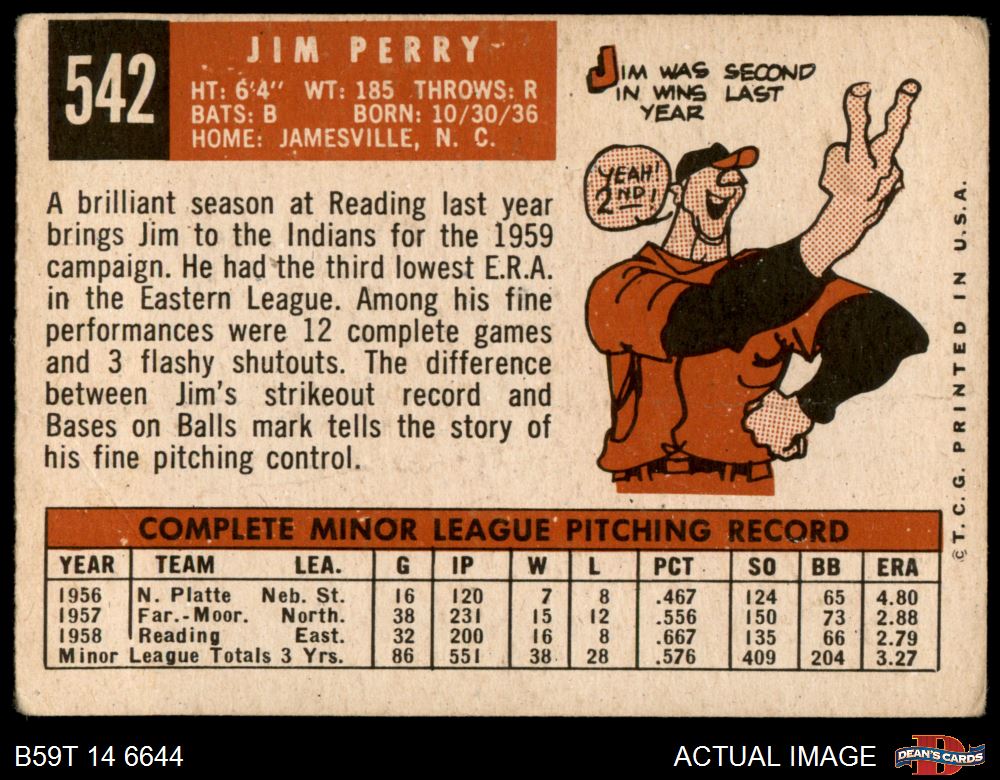 542
JIM PERRY
HT: 6'4" WT: 185 THROWS: R
BATS: B BORN: 10/30/36
HOME: JAMESVILLE, N. C.
JIM WAS SECOND
IN WINS LAST
YEAR
YEAH!
2ND!
A brilliant season at Reading last year
brings Jim to the Indians for the 1959
campaign. He had the third lowest E.R.A.
in the Eastern League. Among his fine
performances were 12 complete games
and 3 flashy shutouts. The difference
between Jim's strikeout record and
Bases on Balls mark tells the story of
his fine pitching control.
© T. C. G. PRINTED IN U.S.A.
COMPLETE MINOR LEAGUE PITCHING RECORD
YEAR TEAM LEA. G IP W L PCT SO BB ERA
1956 N. Platte Neb. St. 16 120 7 8 .467 124 65 4.80
1957 Far.-Moor. North. 38 231 15 12 .556 150 73 2.88
1958 Reading East. 32 200 16 8 .667 135 66 2.79
Minor League Totals 3 Yrs. 86 551 38 28 .576 409 204 3.27
B59T 14 6644
ACTUAL IMAGE
D
DEAN'S CARDS